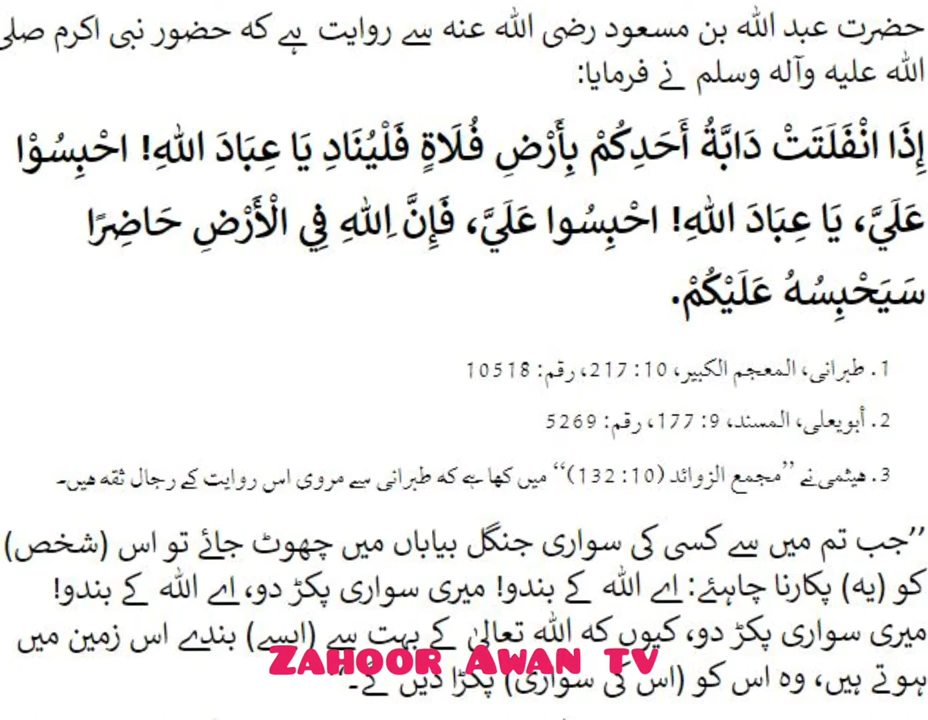 حضرت عبد اللہ بن مسعود رضی اللہ عنہ سے روایت ہے کہ حضور نبی اکرم صلی
اللہ علیہ وآلہ وسلم نے فرمایا:
إِذَا انْفَلَتَتْ دَابَّةُ أَحَدِكُمْ بِأَرْضِ فُلَاةٍ فَلْيُنَادِ يَا عِبَادَ اللهِ! احْبِسُوْا
عَلَيَّ، يَا عِبَادَ اللهِ! احْبِسُوا عَلَيَّ، فَإِنَّ ِللهِ فِي الْأَرْضِ حَاضِرًا
سَيَحْبِسُهُ عَلَيْكُمْ.
1. طبرانی، المعجم الکبیر، 10: 217، رقم: 10518
2. أبویعلی، المسند، 9: 177، رقم: 5269
3. ھیثمی نے ’’مجمع الزوائد (10: 132)‘‘ میں کھا ہے کہ طبرانی سے مروی اس روایت کے رجال ثقہ ھیں۔
’’جب تم میں سے کسی کی سواری جنگل بیاباں میں چھوٹ جائے تو اس (شخص)
کو (یہ) پکارنا چاہئے: اے اللہ کے بندو! میری سواری پکڑ دو، اے اللہ کے بندو!
میری سواری پکڑ دو، کیوں کہ اللہ تعالیٰ کے بہت سے (ایسے) بندے اس زمین میں
ہوتے ہیں، وہ اس کو (اس کی سواری) پکڑا دیں گے۔‘‘
ZAHOOR AWAN TV